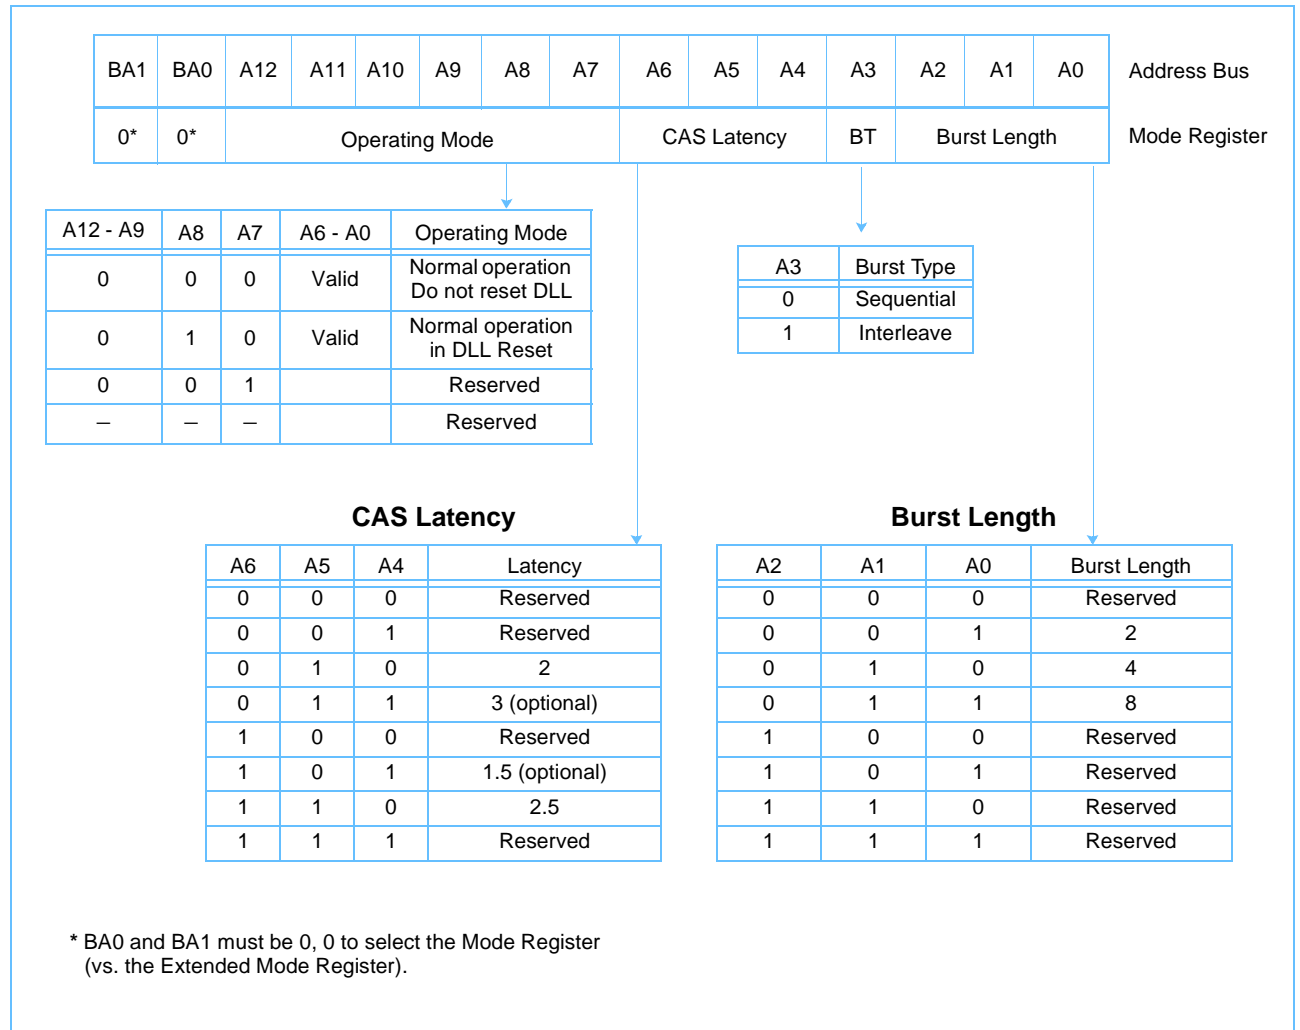 BA1 BA0 A12 A11 A10 A9 A8 A7 A6 A5 A4 A3 A2 A1 A0 Address Bus
0* 0* Operating Mode CAS Latency BT Burst Length Mode Register
A12 - A9 A8 A7 A6 - A0 Operating Mode
0 0 0 Valid Normal operation
Do not reset DLL
0 1 0 Valid Normal operation
in DLL Reset
0 0 1 Reserved
– – – Reserved
A3 Burst Type
0 Sequential
1 Interleave
CAS Latency
A6 A5 A4 Latency
0 0 0 Reserved
0 0 1 Reserved
0 1 0 2
0 1 1 3 (optional)
1 0 0 Reserved
1 0 1 1.5 (optional)
1 1 0 2.5
1 1 1 Reserved
Burst Length
A2 A1 A0 Burst Length
0 0 0 Reserved
0 0 1 2
0 1 0 4
0 1 1 8
1 0 0 Reserved
1 0 1 Reserved
1 1 0 Reserved
1 1 1 Reserved
* BA0 and BA1 must be 0, 0 to select the Mode Register
(vs. the Extended Mode Register).